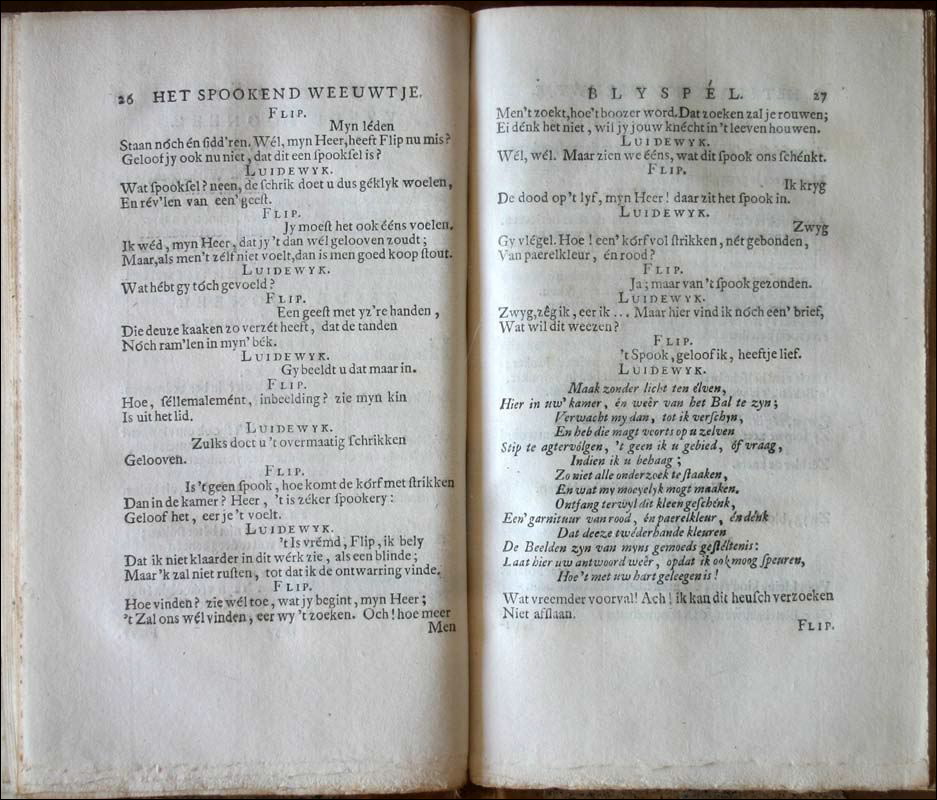 26 HET SPOOKEND WEEUWTJE,
FLIP.
Myn léden
Staan nóch én ſidd'ren. Wél, myn Heer, heeft Flip nu mis?
Geloof jy ook nu niet, dat dit een ſpookſel is?
LUIDEWYK.
Wat ſpookſel? neen, de ſchrik doet u dus géklyk woelen,
En rév'len van een' geeſt.
FLIP.
Jy moeſt het ook ééns voelen.
Ik wéd, myn Heer, dat jy 't dan wél gelooven zoudt;
Maar, als men 't zélf niet voelt, dan is men goed koop ſtout.
LUIDEWYK.
Wat hébt gy tóch gevoeld?
FLIP.
Een geeſt met yz're handen,
Die deuze kaaken zo verzét heeft, dat de tanden
Nóch ram'len in myn' bék.
LUIDEWYK.
Gy beeldt u dat maar in.
FLIP.
Hoe, ſéllemalemént, inbeelding? zie myn kin
Is uit het lid.
LUIDEWYK.
Zulks doet u 't overmaatig ſchrikken
Gelooven.
FLIP.
Is 't geen ſpook, hoe komt de kórf met ſtrikken
Dan in de kamer? Heer, 't is zéker ſpookery:
Geloof het, eer je 't voelt.
LUIDEWYK.
't Is vrémd, Flip, ik bely
Dat ik niet klaarder in dit wérk zie, als een blinde;
Maar 'k zal niet ruſten, tot dat ik de ontwarring vinde.
FLIP.
Hoe vinden? zie wél toe, wat jy begint, myn Heer;
't Zal ons wél vinden, eer wy 't zoeken. Och! hoe meer
Men
BLYSPÉL. 27
Men 't zoekt, hoe 't boozer word. Dat zoeken zal je rouwen;
Ei dénk het niet, wil jy jouw knécht in 't leeven houwen.
LUIDEWYK.
Wél, wél. Maar zien we ééns, wat dit ſpook ons ſchénkt.
FLIP.
Ik kryg
De dood op 't lyf, myn Heer! daar zit het ſpook in.
LUIDEWYK.
Zwyg
Gy vlégel. Hoe! een' kórf vol ſtrikken, nét gebonden,
Van paerelkleur, én rood?
FLIP.
Ja; maar van 't ſpook gezonden.
LUIDEWYK.
Zwyg, zêg ik, eer ik ... Maar hier vind ik nóch een' brief,
Wat wil dit weezen?
FLIP.
't Spook, geloof ik, heeft je lief.
LUIDEWYK.
Maak zonder licht ten élven,
Hier in uw' kamer, én weêr van het Bal te zyn;
Verwacht my dan, tot ik verſchyn,
En heb die magt voorts op u zelven
Stip te agtervólgen, 't geen ik u gebied, óf vraag,
Indien ik u behaag;
Zo niet alle onderzoek te ſtaaken,
En wat my moeyelyk mogt maaken.
Ontfang terwyl dit kleen geſchénk,
Een' garnituur van rood, én paerelkleur, én dénk
Dat deeze twéderhande kleuren
De Beelden zyn van myns gemoeds geſtéltenis:
Laat hier uw antwoord weêr, opdat ik ook moog ſpeuren,
Hoe 't met uw hart geleegen is!
Wat vreemder voorval! Ach! ik kan dit heuſch verzoeken
Niet afſlaan.
FLIP.